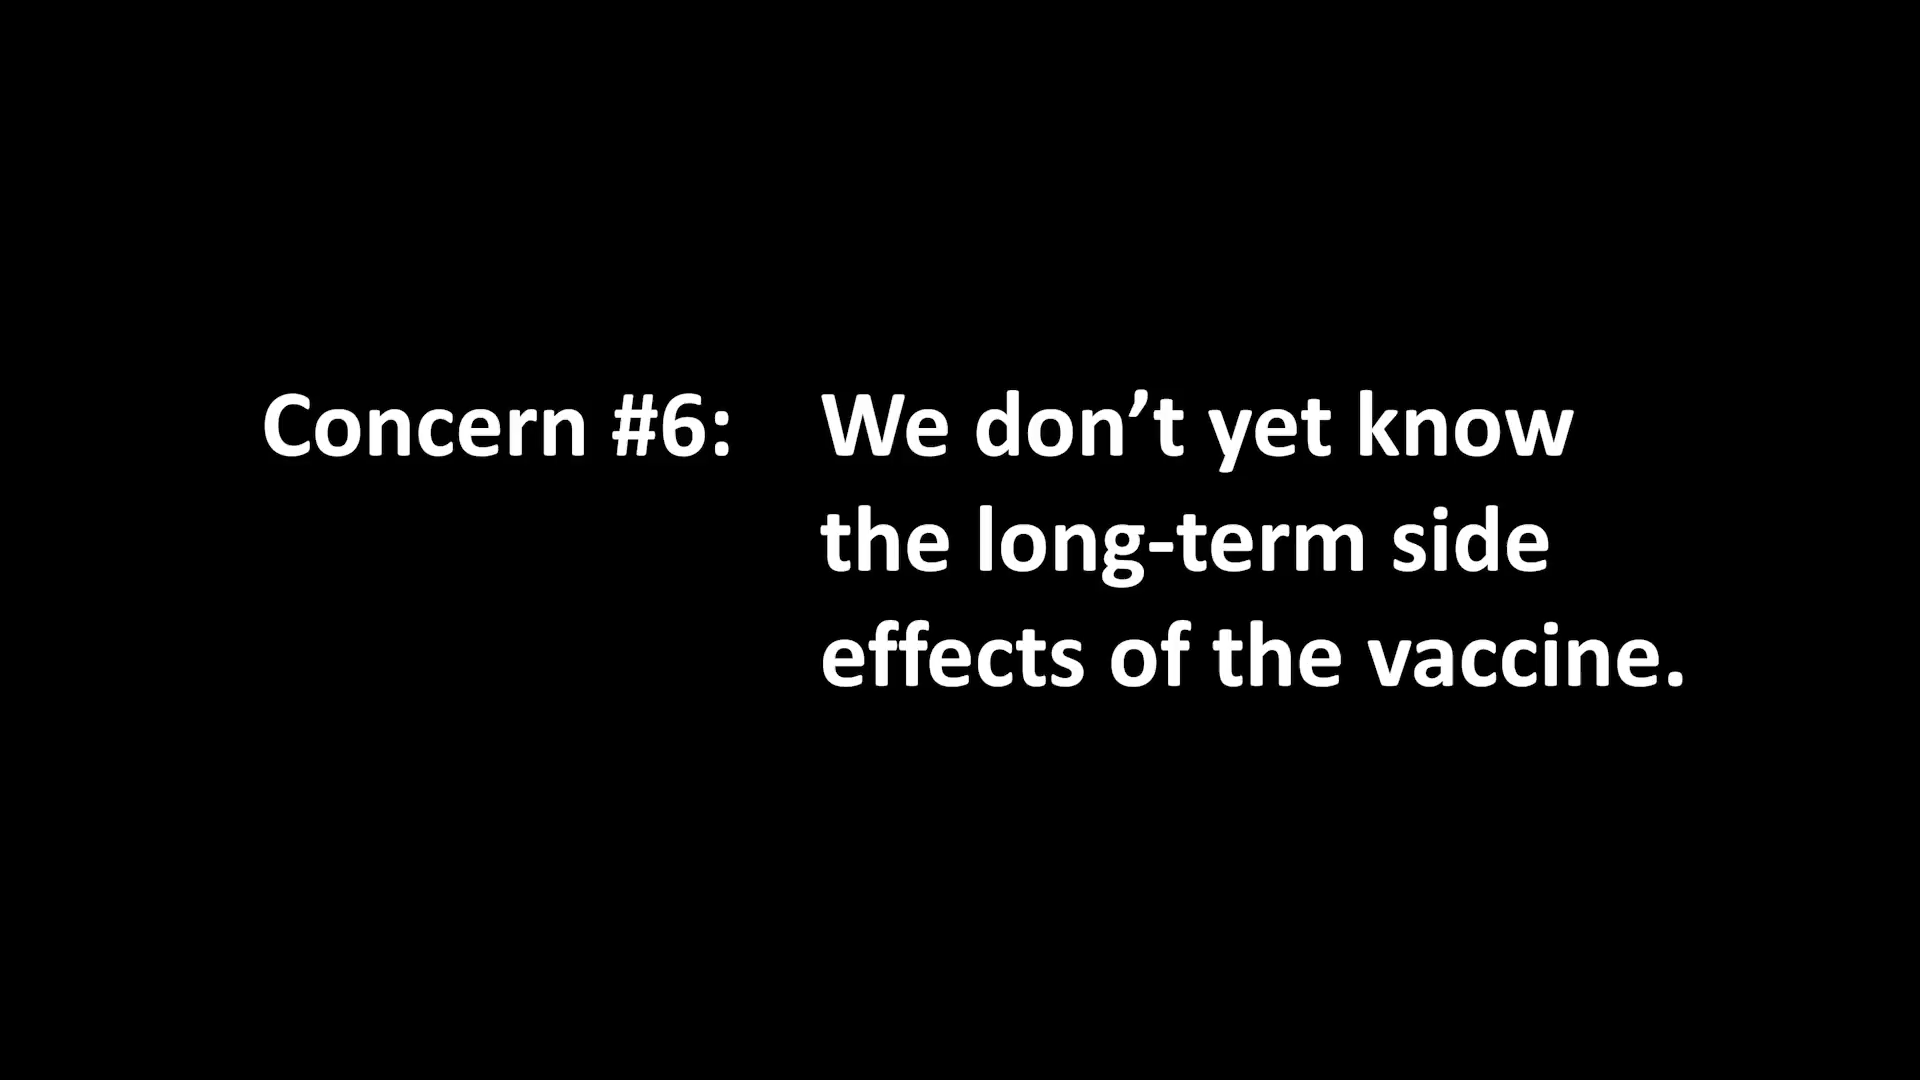 Concern #6: We don’t yet know
the long-term side
effects of the vaccine.